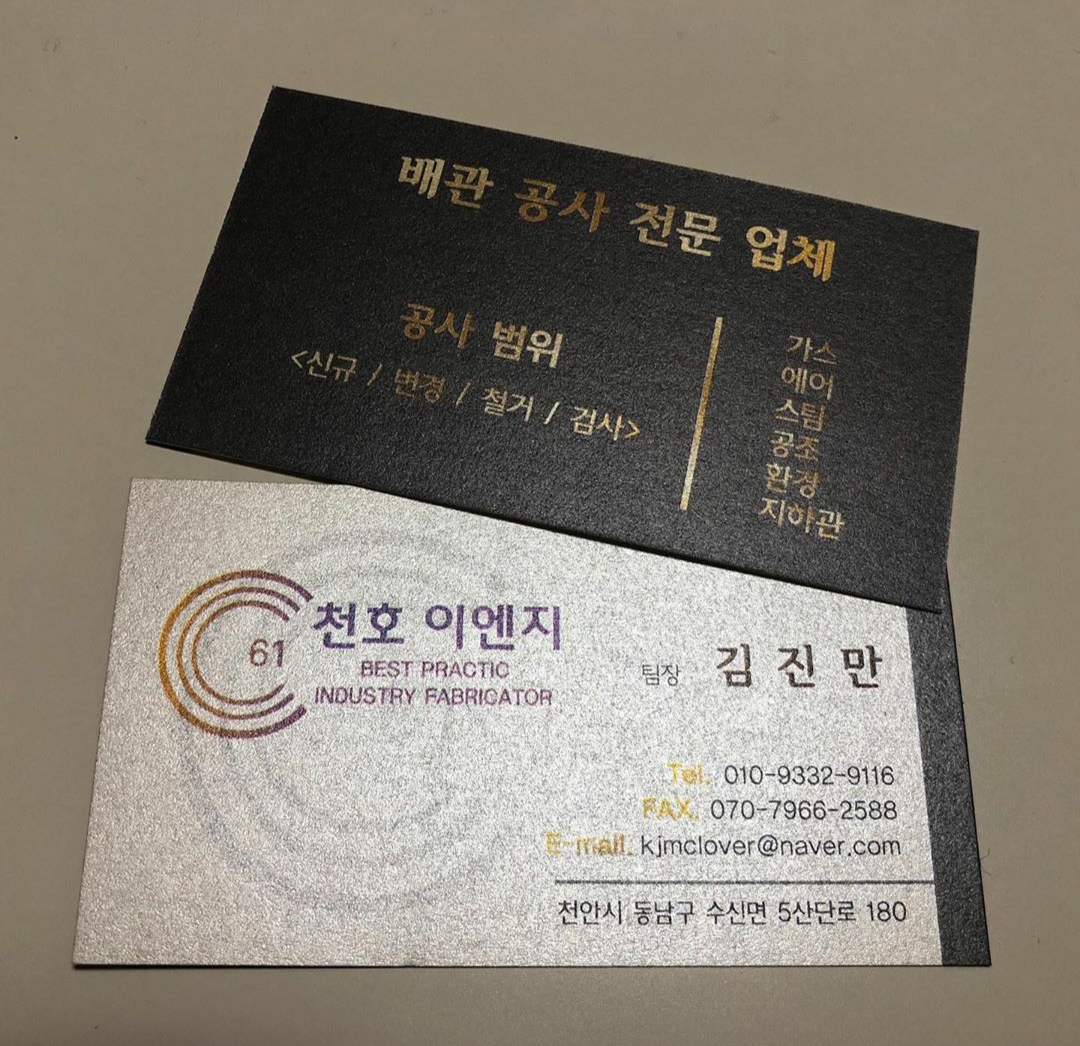 배관 공사 전문 업체
공사 범위
<신규 / 변경 / 철거 / 검사>
가스
에어
스팀
공조
환경
지하관
61
천호 이엔지
BEST PRACTIC
INDUSTRY FABRICATOR
팀장 김 진 만
Tel. 010-9332-9116
FAX. 070-7966-2588
E-mail. kjmclover@naver.com
천안시 동남구 수신면 5산단로 180